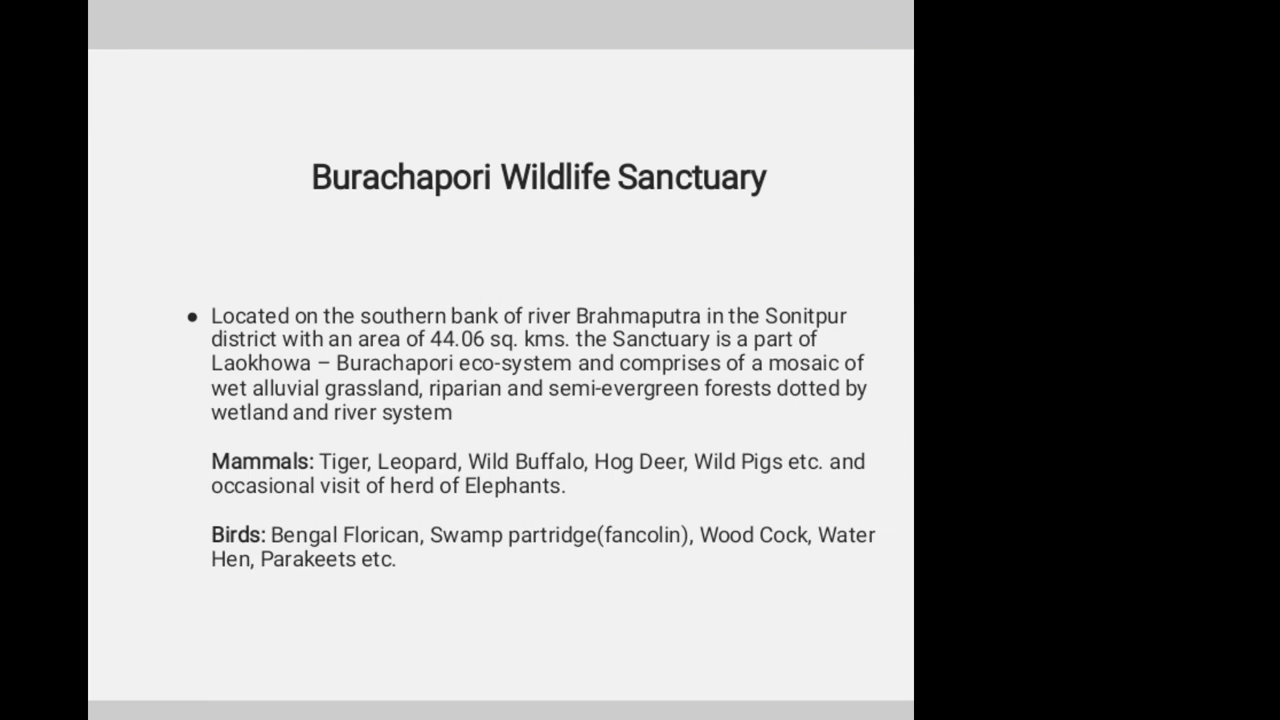 Burachapori Wildlife Sanctuary
● Located on the southern bank of river Brahmaputra in the Sonitpur
district with an area of 44.06 sq. kms. the Sanctuary is a part of
Laokhowa – Burachapori eco-system and comprises of a mosaic of
wet alluvial grassland, riparian and semi-evergreen forests dotted by
wetland and river system
Mammals: Tiger, Leopard, Wild Buffalo, Hog Deer, Wild Pigs etc. and
occasional visit of herd of Elephants.
Birds: Bengal Florican, Swamp partridge(fancolin), Wood Cock, Water
Hen, Parakeets etc.